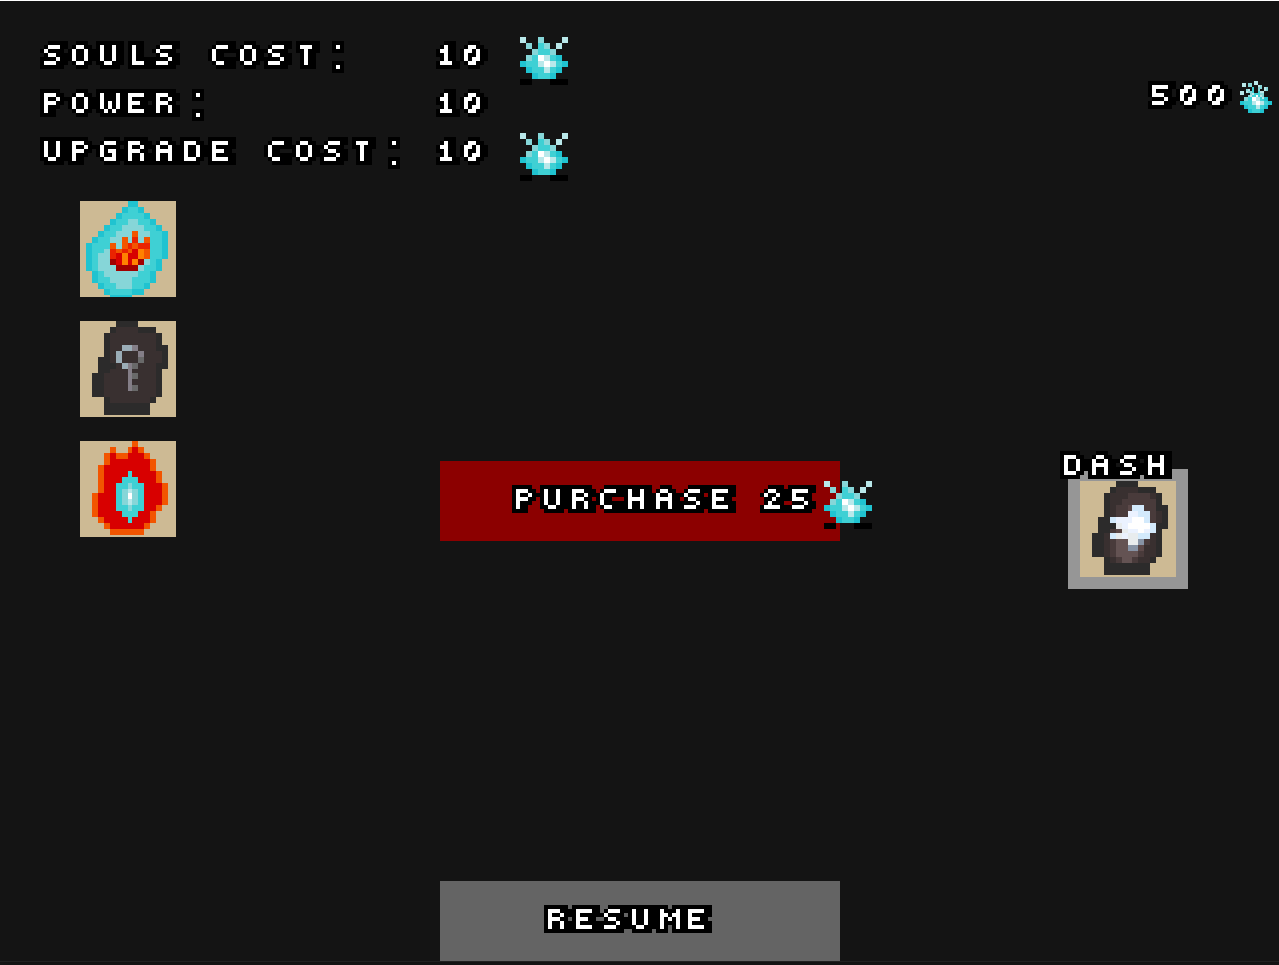 SOULS COST: 10
500
POWER: 10
UPGRADE COST: 10
DASH
PURCHASE 25
RESUME